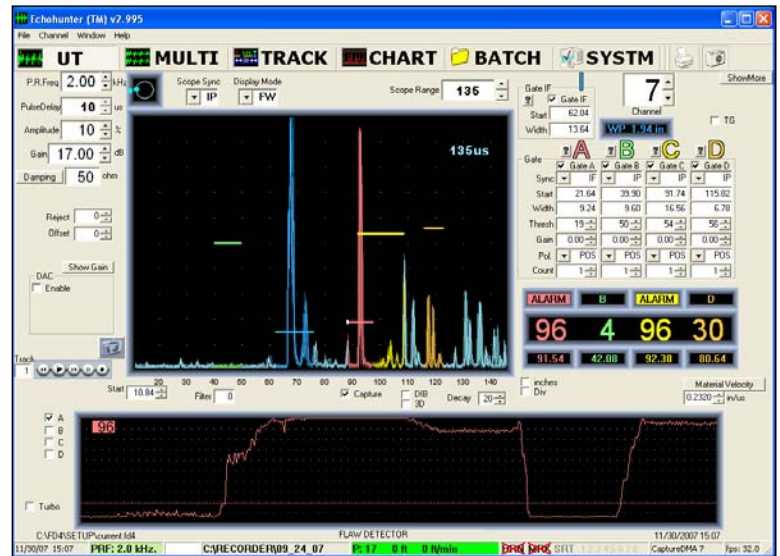 Echohunter (TM) v2.995
File Channel Window Help
UT MULTI TRACK CHART BATCH SYSTM
P.R.Freq 2.00 kHz
PulonDelay 10 us
Amplitude 10 %
Gain 17.00 dB
Damping 50 ohm
Reject 0
Offset 0
Show Gain
DAC
Enable
Track
1
Scope Sync Display Mode
IP FW
Scope Range 135
135us
20 30 40 50 60 70 80 90 100 110 120 130 140
Start 10.84 Filter 0 Capture DIB 3D Decay 20
Gate IF
Gate IF
Start 62.04
Width 13.64
7
Channel
WP 1.94 in
ShowMore
TG
Gate A B C D
Gate A Gate B Gate C Gate D
Sync IF IP IP IP
Start 21.64 39.90 91.74 115.82
Width 9.24 9.60 16.56 6.78
Thresh 19 50 54 56
Gain 0.00 0.00 0.00 0.00
Pol. POS POS POS POS
Count 1 1 1 1
ALARM B ALARM D
96 4 96 30
91.54 42.08 92.38 80.64
inches
Div
Material Velocity
0.2320 in/us
A
B
C
D
Turbo
96
C:\FD4\SETUP\current.fd4 FLAW DETECTOR 11/30/2007 15:07
11/30/07 15:07 PRF: 2.0 kHz. C:\RECORDER\09_24_07 P: 17 0 ft 0 ft/min SRT 12345678 CaptureDMA 7 fps: 32.0